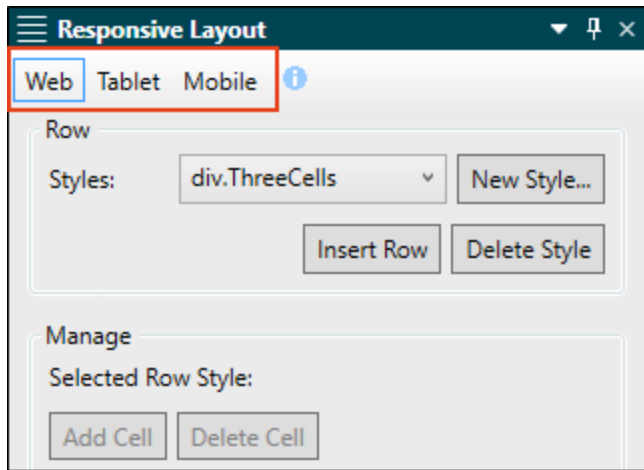 Responsive Layout
Web Tablet Mobile
Row
Styles: div.ThreeCells New Style...
Insert Row Delete Style
Manage
Selected Row Style:
Add Cell Delete Cell